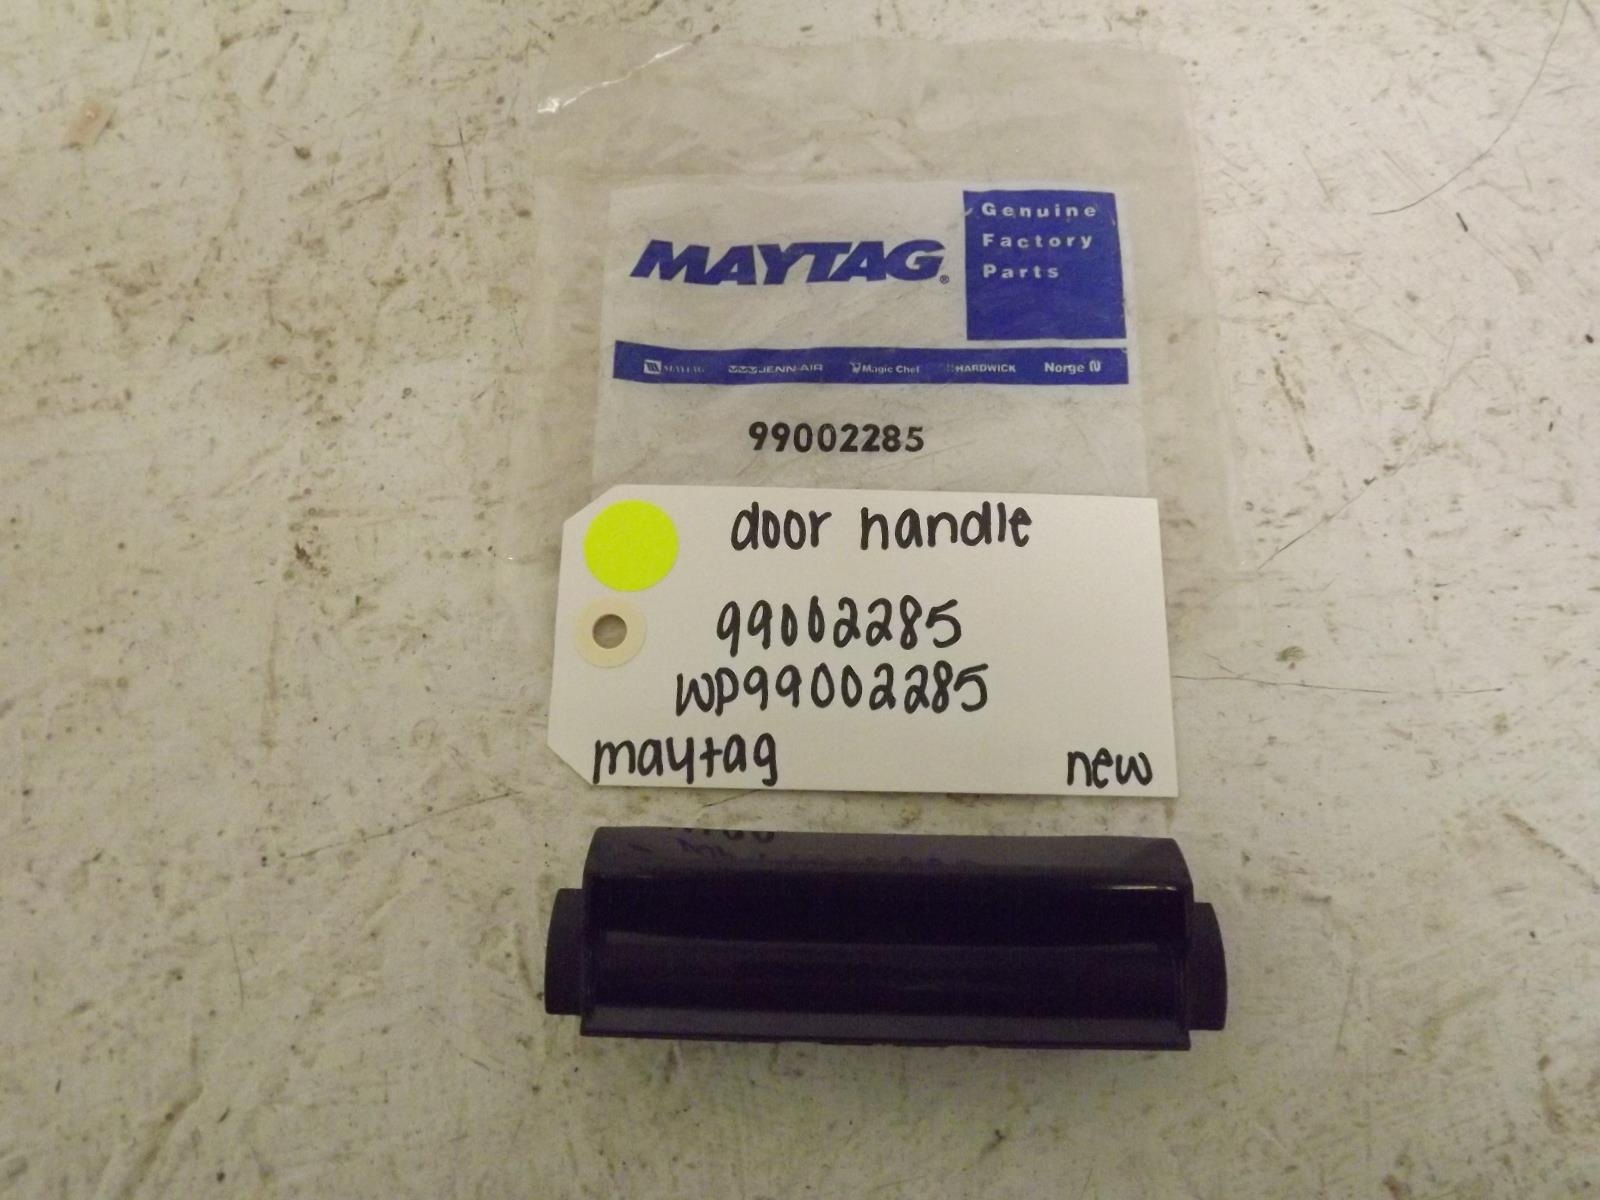 MAYTAG®
Genuine
Factory
Parts
MAYTAG JENN-AIR Magic Chef HARDWICK Norge
99002285
door handle
99002285
WP99002285
maytag new